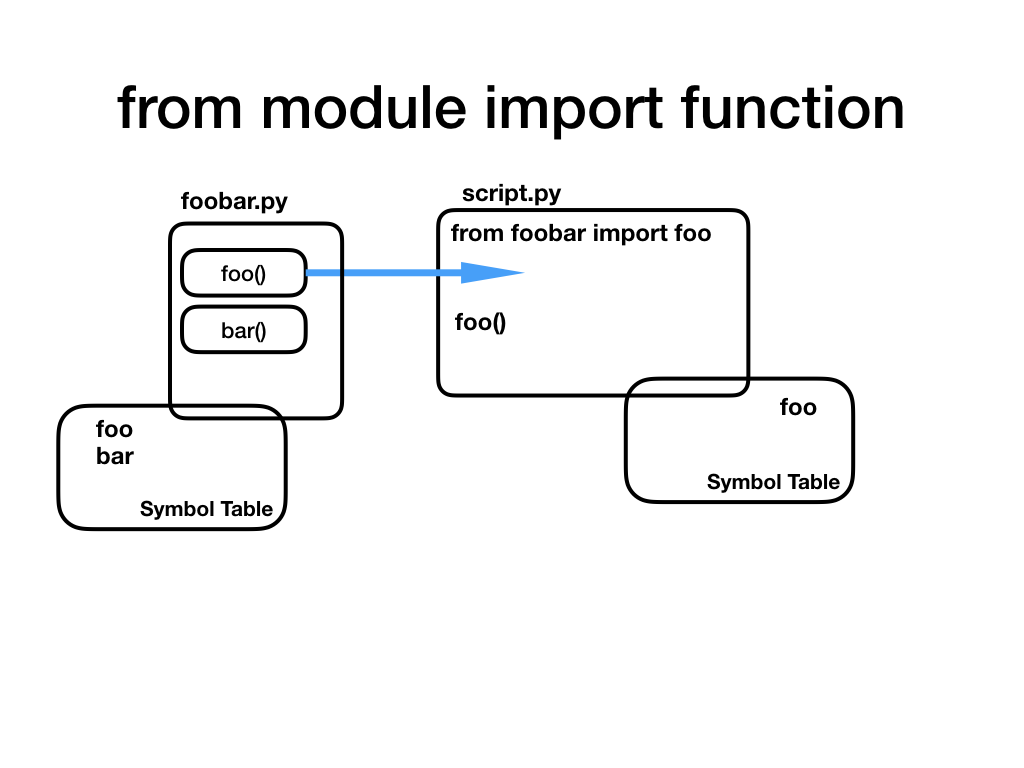 from module import function
foobar.py
foo()
bar()
foo
bar
Symbol Table
script.py
from foobar import foo
foo()
foo
Symbol Table